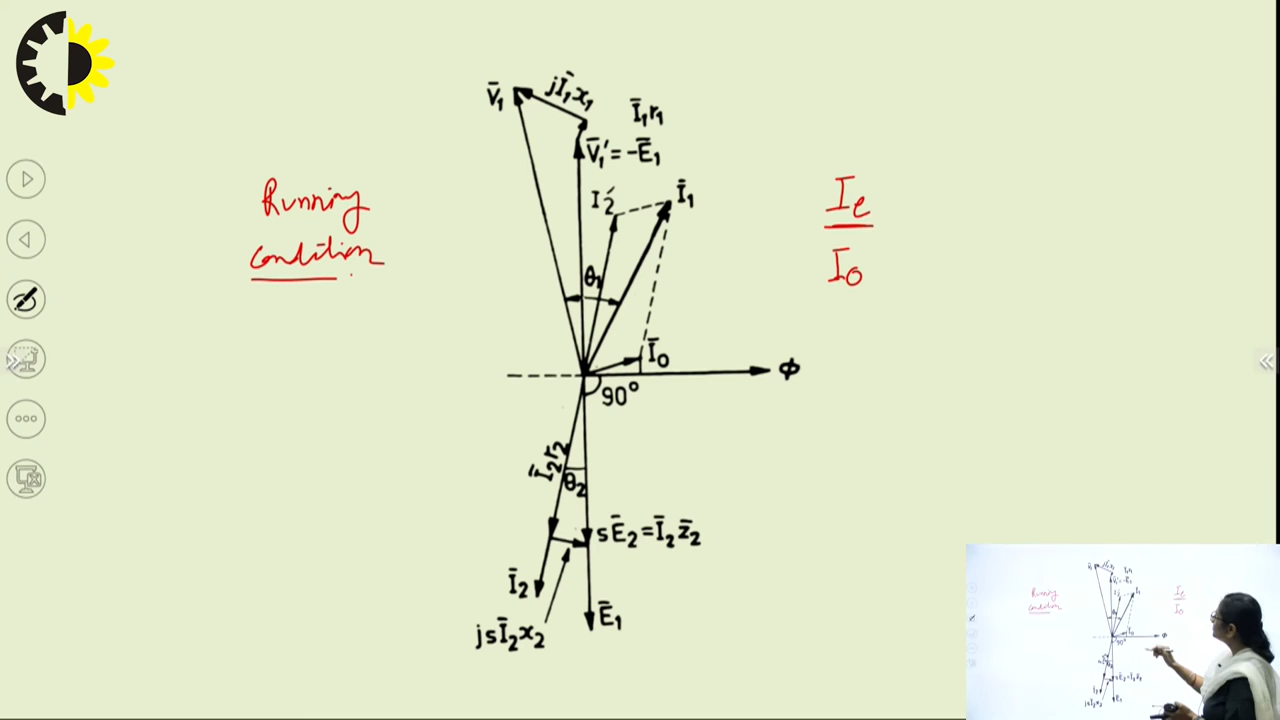 V̄₁
jĪ₁x₁
Ī₁r₁
V̄₁′ = -Ē₁
I₂′
Ī₁
Running
condition
Iₑ
I₀
θ₁
Ī₀
ϕ
90°
Ī₂r₂
θ₂
sĒ₂ = Ī₂z̄₂
Ī₂
Ē₁
jsĪ₂x₂